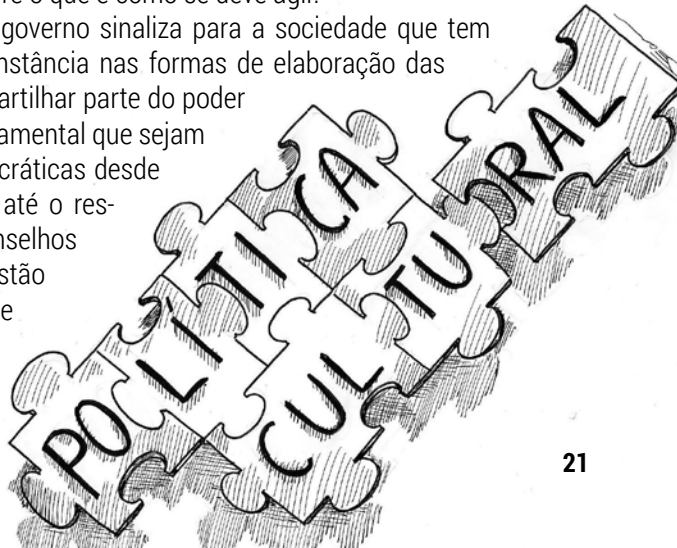 o que é como se deve agir.
governo sinaliza para a sociedade que tem
nstância nas formas de elaboração das
artilhar parte do poder
amental que sejam
cráticas desde
até o res-
nselhos
stão
e
POLÍTICA
CULTURAL
21